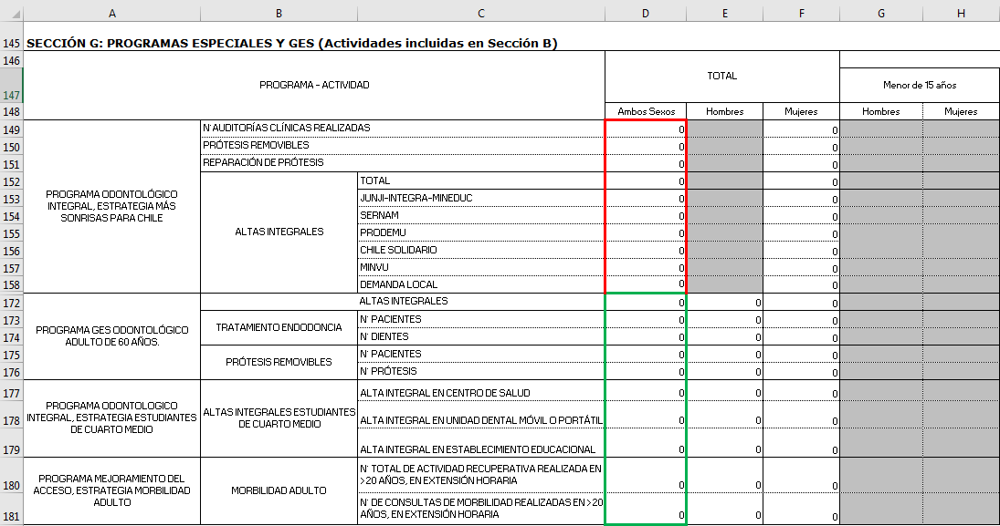 A B C D E F G H
145 SECCIÓN G: PROGRAMAS ESPECIALES Y GES (Actividades incluidas en Sección B)
146
147 PROGRAMA - ACTIVIDAD TOTAL Menor de 15 años
148 Ambos Sexos Hombres Mujeres Hombres Mujeres
PROGRAMA ODONTOLÓGICO
INTEGRAL, ESTRATEGIA MÁS
SONRISAS PARA CHILE
149 N° AUDITORÍAS CLÍNICAS REALIZADAS 0 0
150 PRÓTESIS REMOVIBLES 0 0
151 REPARACIÓN DE PRÓTESIS 0 0
ALTAS INTEGRALES
152 TOTAL 0 0
153 JUNJI-INTEGRA-MINEDUC 0 0
154 SERNAM 0 0
155 PRODEMU 0 0
156 CHILE SOLIDARIO 0 0
157 MINVU 0 0
158 DEMANDA LOCAL 0 0
PROGRAMA GES ODONTOLÓGICO
ADULTO DE 60 AÑOS.
172 ALTAS INTEGRALES 0 0 0
TRATAMIENTO ENDODONCIA
173 N° PACIENTES 0 0 0
174 N° DIENTES 0 0 0
PRÓTESIS REMOVIBLES
175 N° PACIENTES 0 0 0
176 N° PRÓTESIS 0 0 0
PROGRAMA ODONTOLOGICO
INTEGRAL, ESTRATEGIA ESTUDIANTES
DE CUARTO MEDIO
ALTAS INTEGRALES ESTUDIANTES
DE CUARTO MEDIO
177 ALTA INTEGRAL EN CENTRO DE SALUD 0 0 0
178 ALTA INTEGRAL EN UNIDAD DENTAL MÓVIL O PORTÁTIL 0 0 0
179 ALTA INTEGRAL EN ESTABLECIMIENTO EDUCACIONAL 0 0 0
PROGRAMA MEJORAMIENTO DEL
ACCESO, ESTRATEGIA MORBILIDAD
ADULTO
MORBILIDAD ADULTO
N° TOTAL DE ACTIVIDAD RECUPERATIVA REALIZADA EN
180 >20 AÑOS, EN EXTENSIÓN HORARIA 0 0 0
N° DE CONSULTAS DE MORBILIDAD REALIZADAS EN >20
181 AÑOS, EN EXTENSIÓN HORARIA 0 0 0